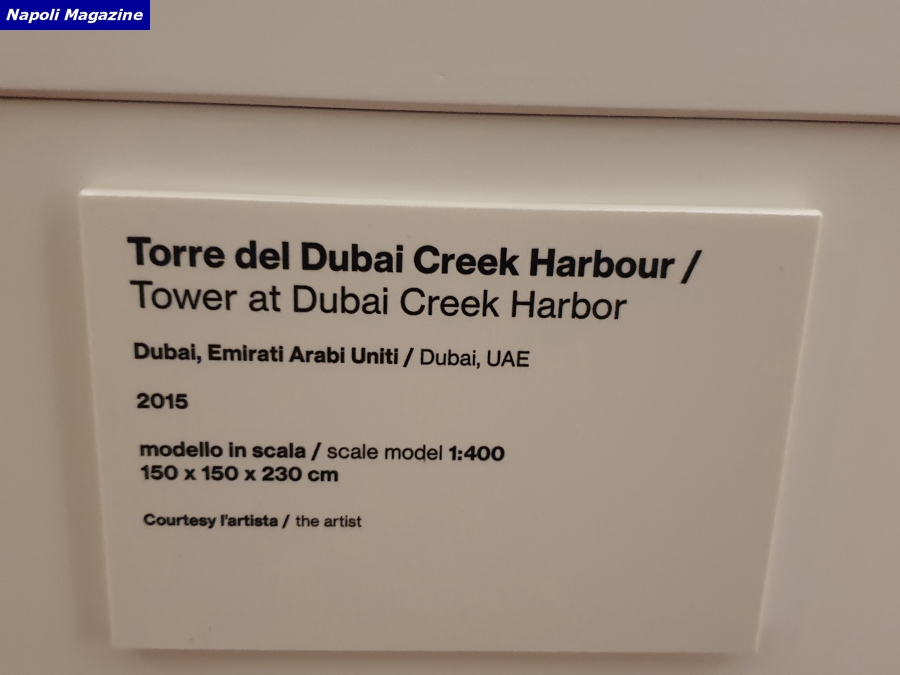 Napoli Magazine
Torre del Dubai Creek Harbour /
Tower at Dubai Creek Harbor
Dubai, Emirati Arabi Uniti / Dubai, UAE
2015
modello in scala / scale model 1:400
150 x 150 x 230 cm
Courtesy l'artista / the artist